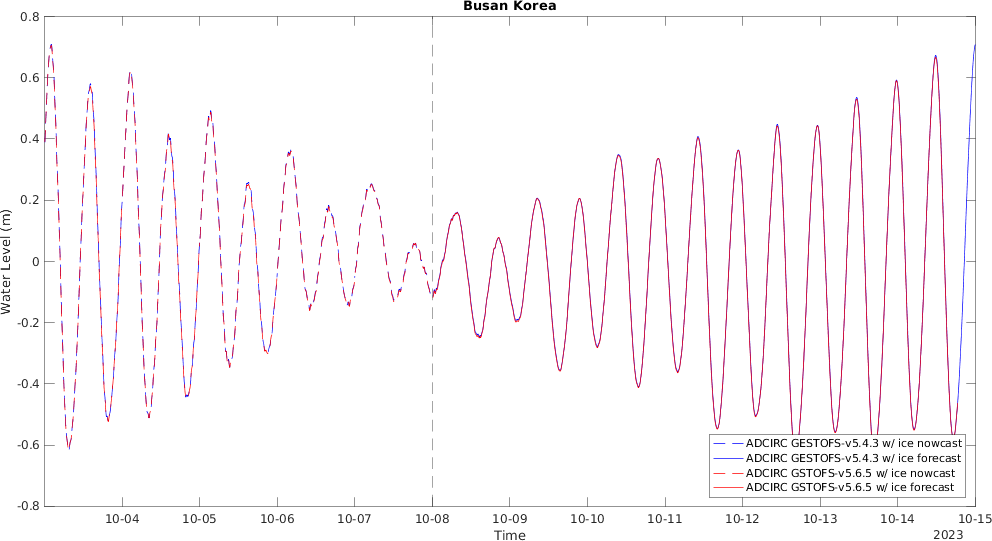 Busan Korea
0.8
0.6
0.4
0.2
0
-0.2
-0.4
-0.6
-0.8
Water Level (m)
ADCIRC GESTOFS-v5.4.3 w/ ice nowcast
ADCIRC GESTOFS-v5.4.3 w/ ice forecast
ADCIRC GSTOFS-v5.6.5 w/ ice nowcast
ADCIRC GSTOFS-v5.6.5 w/ ice forecast
10-04 10-05 10-06 10-07 10-08 10-09 10-10 10-11 10-12 10-13 10-14 10-15
Time
2023